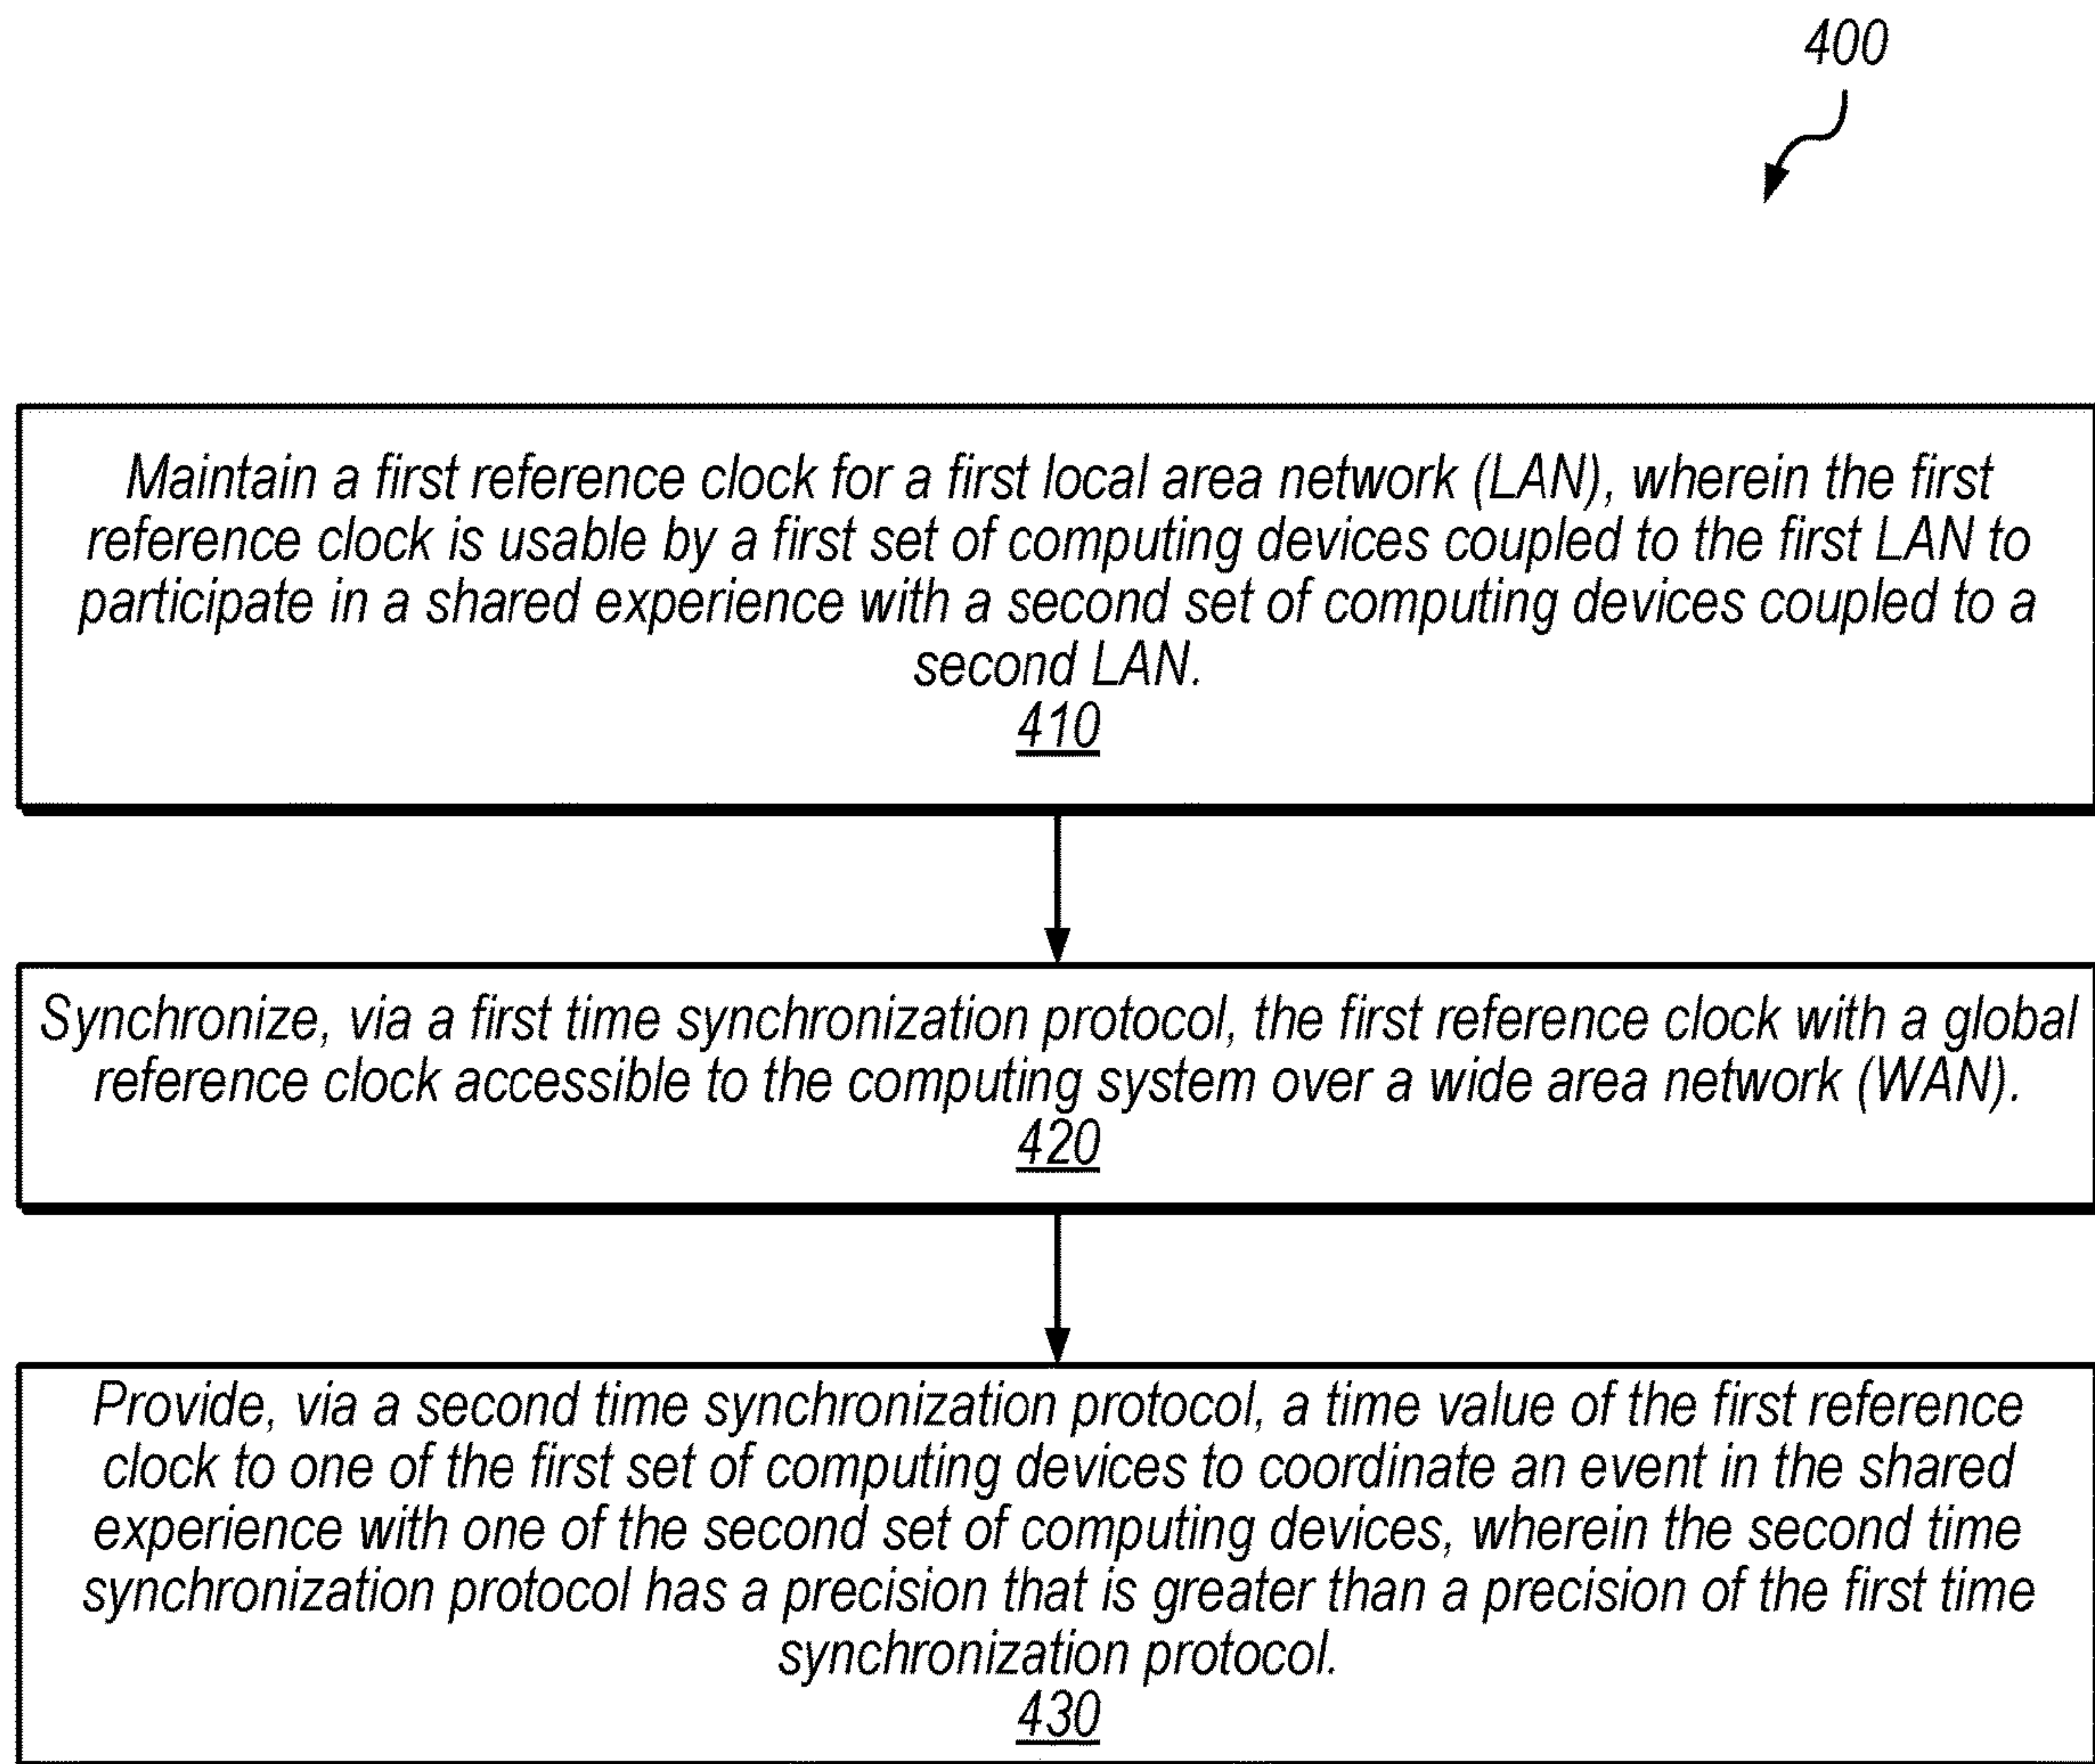 400
Maintain a first reference clock for a first local area network (LAN), wherein the first
reference clock is usable by a first set of computing devices coupled to the first LAN to
participate in a shared experience with a second set of computing devices coupled to a
second LAN.
410
Synchronize, via a first time synchronization protocol, the first reference clock with a global
reference clock accessible to the computing system over a wide area network (WAN).
420
Provide, via a second time synchronization protocol, a time value of the first reference
clock to one of the first set of computing devices to coordinate an event in the shared
experience with one of the second set of computing devices, wherein the second time
synchronization protocol has a precision that is greater than a precision of the first time
synchronization protocol.
430